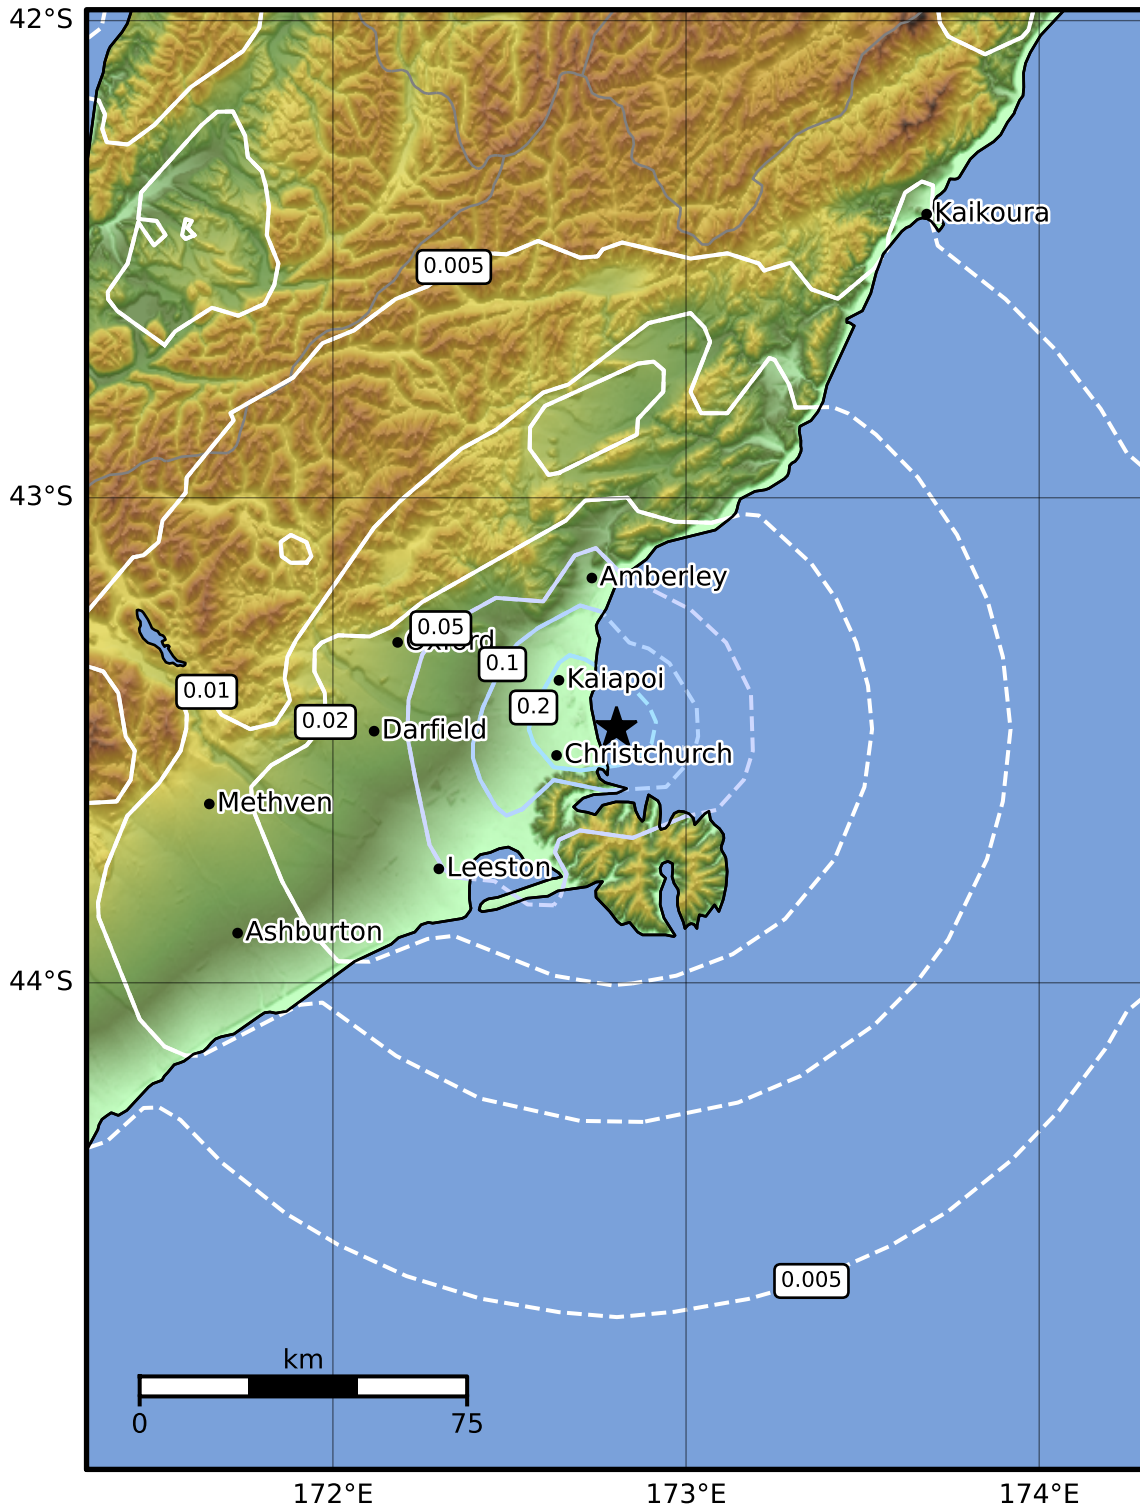 42°S
Kaikoura
0.005
43°S
Amberley
0.05
Oxford
0.1
Kaiapoi
0.01
0.2
0.02
Darfield
Christchurch
Methven
Leeston
Ashburton
44°S
0.005
km
0 75
172°E 173°E 174°E